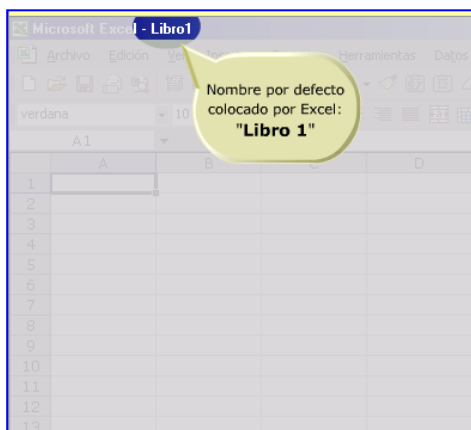 Microsoft Excel - Libro1
Archivo Edición Ver Herramientas Datos
Nombre por defecto
colocado por Excel:
"Libro 1"
verdana 10
A1
A B C D
1
2
3
4
5
6
7
8
9
10
11
12
13